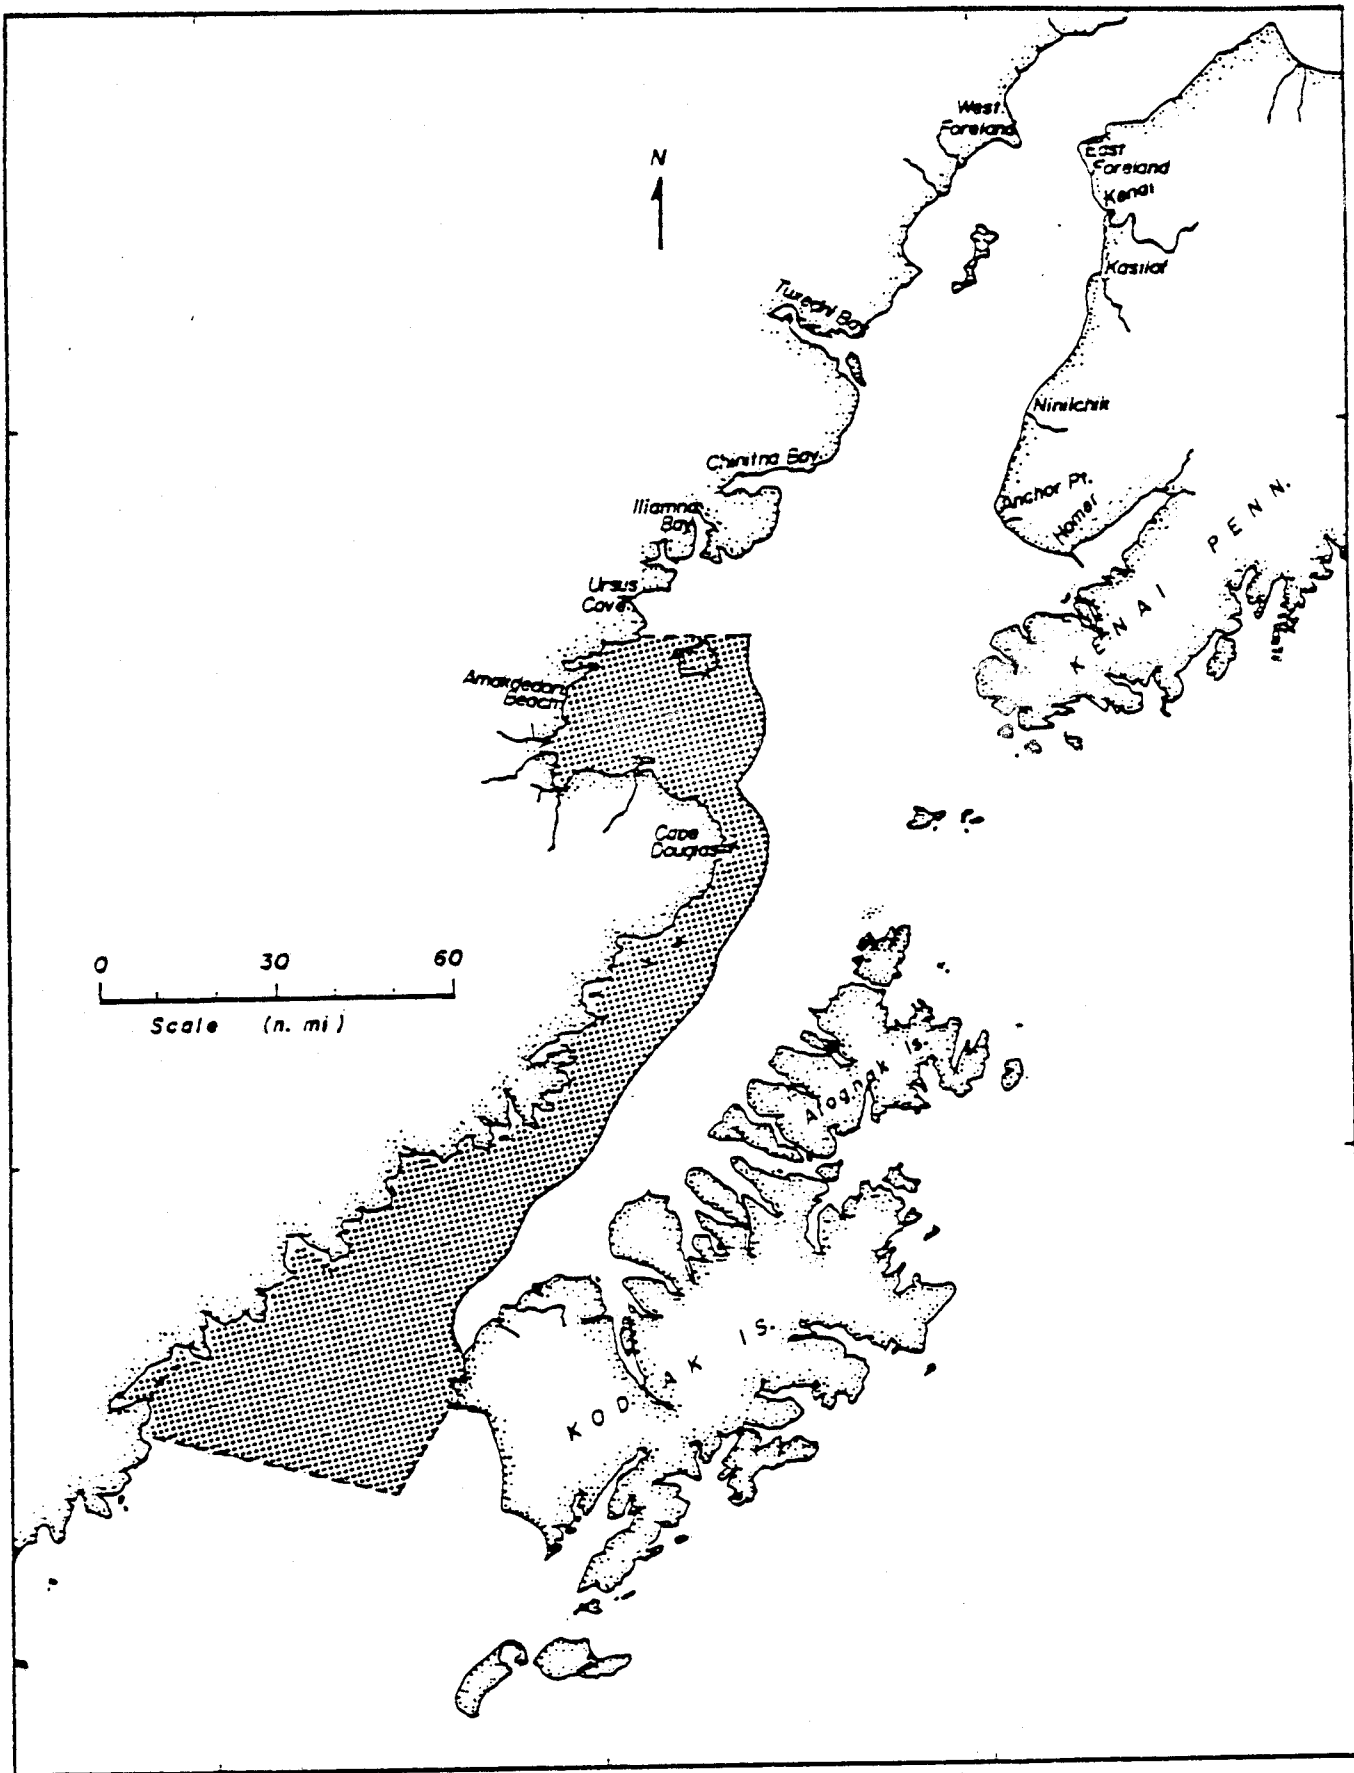 West
Foreland
East
Foreland
N
Kenai
Kasilof
Tuxedni Bay
Ninilchik
Chinitna Bay
Anchor Pt.
Iliamna
Bay
Homer
KENAI PENN.
Ursus
Cove
Amakdedori
Beach
Cape
Douglas
0 30 60
Scale (n. mi)
Afognak Is.
KODIAK IS.